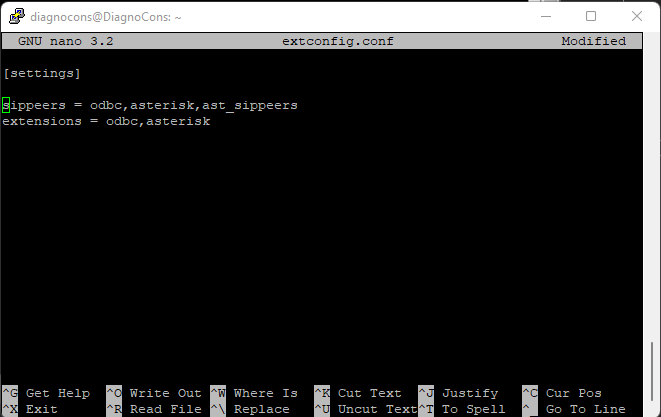 diagnocons@DiagnoCons: ~
GNU nano 3.2 extconfig.conf Modified
[settings]
sippeers = odbc,asterisk,ast_sippeers
extensions = odbc,asterisk
^G Get Help ^O Write Out ^W Where Is ^K Cut Text ^J Justify ^C Cur Pos
^X Exit ^R Read File ^\ Replace ^U Uncut Text ^T To Spell ^_ Go To Line